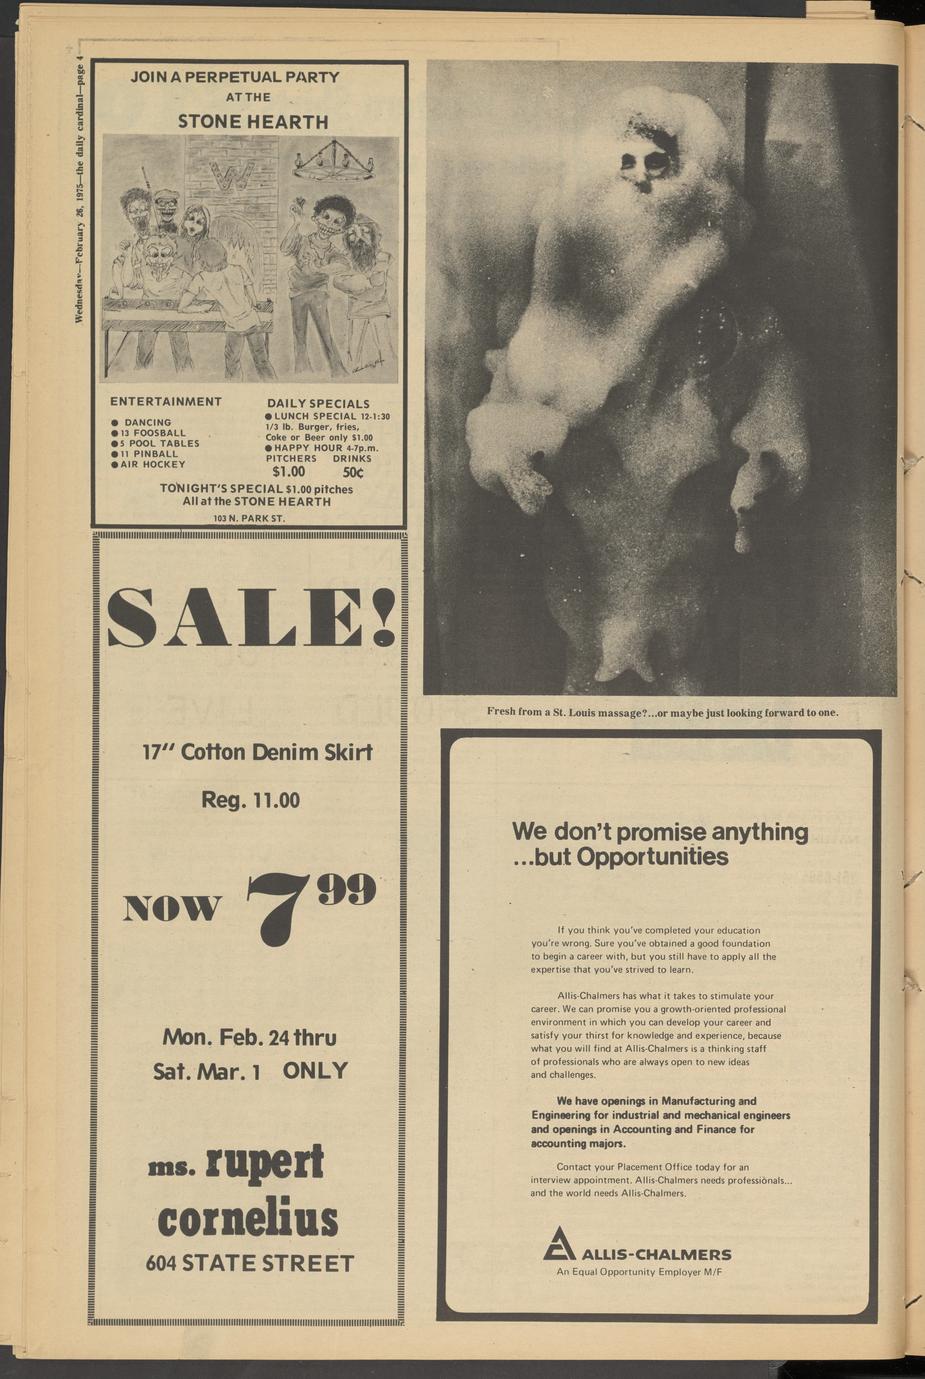 Wednesday—February 26, 1975—the daily cardinal—page 4
JOIN A PERPETUAL PARTY
AT THE
STONE HEARTH
W
ENTERTAINMENT
● DANCING
● 13 FOOSBALL
● 5 POOL TABLES
● 11 PINBALL
● AIR HOCKEY
DAILY SPECIALS
● LUNCH SPECIAL 12-1:30
1/3 lb. Burger, fries,
Coke or Beer only $1.00
● HAPPY HOUR 4-7p.m.
PITCHERS DRINKS
$1.00 50¢
TONIGHT'S SPECIAL $1.00 pitches
All at the STONE HEARTH
103 N. PARK ST.
SALE!
17" Cotton Denim Skirt
Reg. 11.00
NOW 7 99
Mon. Feb. 24 thru
Sat. Mar. 1 ONLY
ms. rupert
cornelius
604 STATE STREET
Fresh from a St. Louis massage?...or maybe just looking forward to one.
We don't promise anything
...but Opportunities
If you think you've completed your education
you're wrong. Sure you've obtained a good foundation
to begin a career with, but you still have to apply all the
expertise that you've strived to learn.
Allis-Chalmers has what it takes to stimulate your
career. We can promise you a growth-oriented professional
environment in which you can develop your career and
satisfy your thirst for knowledge and experience, because
what you will find at Allis-Chalmers is a thinking staff
of professionals who are always open to new ideas
and challenges.
We have openings in Manufacturing and
Engineering for industrial and mechanical engineers
and openings in Accounting and Finance for
accounting majors.
Contact your Placement Office today for an
interview appointment. Allis-Chalmers needs professionals...
and the world needs Allis-Chalmers.
ALLIS-CHALMERS
An Equal Opportunity Employer M/F